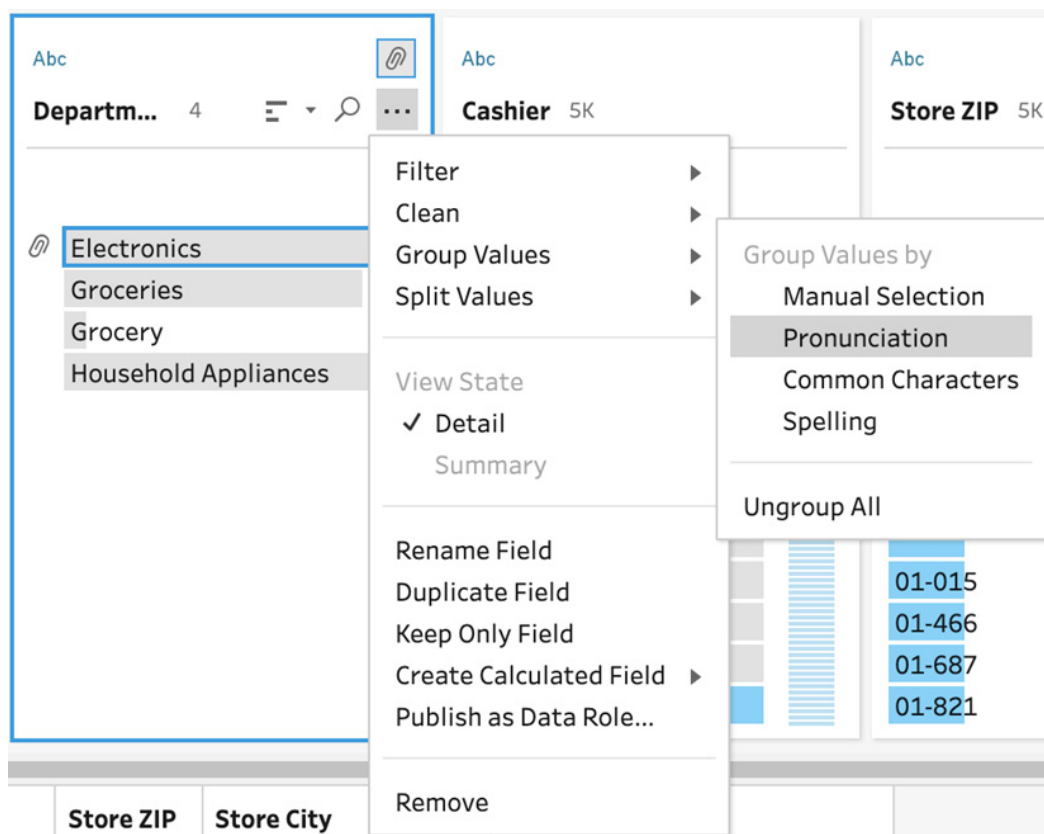 Abc
Departm... 4
Abc
Cashier 5K
Abc
Store ZIP 5K
Electronics
Groceries
Grocery
Household Appliances
Filter
Clean
Group Values
Split Values
View State
Detail
Summary
Rename Field
Duplicate Field
Keep Only Field
Create Calculated Field
Publish as Data Role...
Remove
Group Values by
Manual Selection
Pronunciation
Common Characters
Spelling
Ungroup All
01-015
01-466
01-687
01-821
Store ZIP
Store City